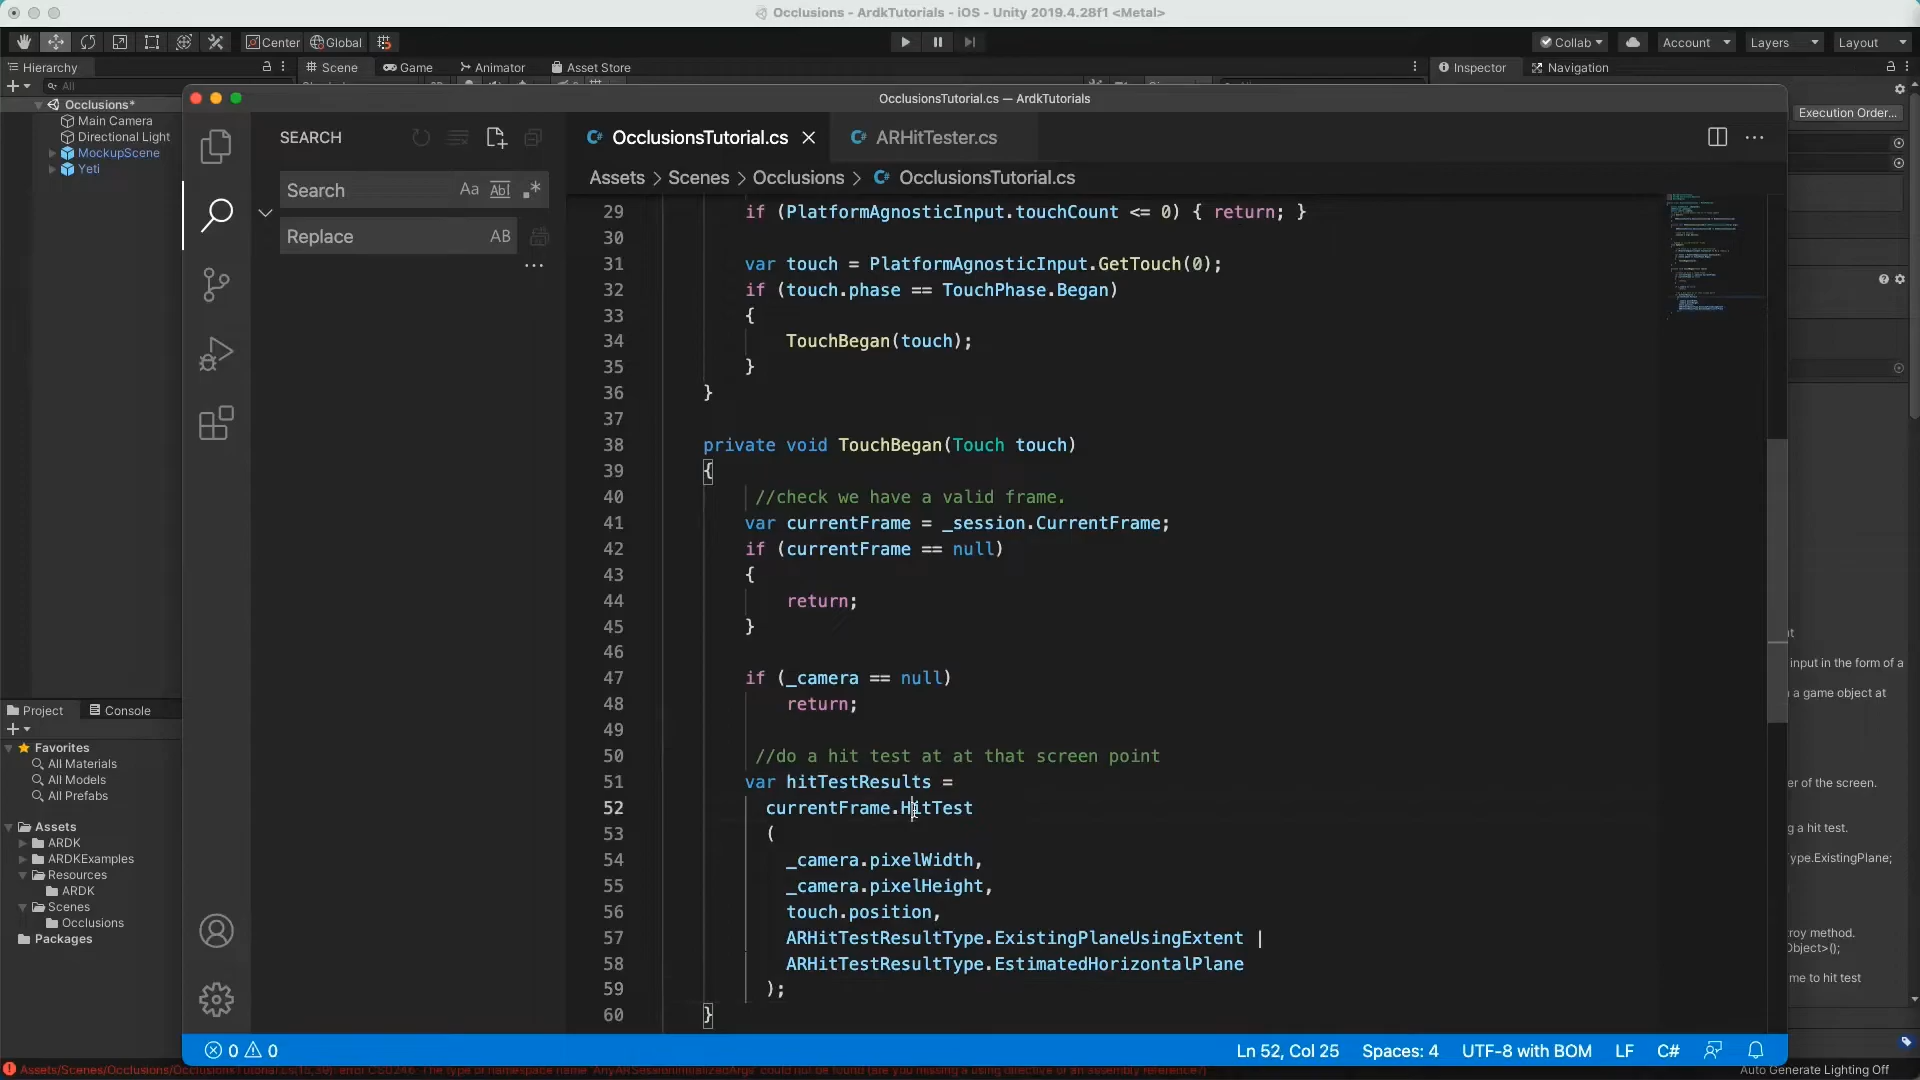 Occlusions - ArdkTutorials - iOS - Unity 2019.4.28f1 <Metal>
Center Global Collab Account Layers Layout
Hierarchy Scene Game Animator Asset Store Inspector Navigation
All
Occlusions*
Main Camera
Directional Light
MockupScene
Yeti
Execution Order...
OcclusionsTutorial.cs — ArdkTutorials
SEARCH
OcclusionsTutorial.cs ARHitTester.cs
Search
Replace
Assets > Scenes > Occlusions > OcclusionsTutorial.cs
29 if (PlatformAgnosticInput.touchCount <= 0) { return; }
30
31 var touch = PlatformAgnosticInput.GetTouch(0);
32 if (touch.phase == TouchPhase.Began)
33 {
34 TouchBegan(touch);
35 }
36 }
37
38 private void TouchBegan(Touch touch)
39 {
40 //check we have a valid frame.
41 var currentFrame = _session.CurrentFrame;
42 if (currentFrame == null)
43 {
44 return;
45 }
46
47 if (_camera == null)
48 return;
49
50 //do a hit test at at that screen point
51 var hitTestResults =
52 currentFrame.HitTest
53 (
54 _camera.pixelWidth,
55 _camera.pixelHeight,
56 touch.position,
57 ARHitTestResultType.ExistingPlaneUsingExtent |
58 ARHitTestResultType.EstimatedHorizontalPlane
59 );
60 }
input in the form of a
a game object at
er of the screen.
g a hit test.
ype.ExistingPlane;
roy method.
Object>();
me to hit test
Project Console
Favorites
All Materials
All Models
All Prefabs
Assets
ARDK
ARDKExamples
Resources
ARDK
Scenes
Occlusions
Packages
0 0
Ln 52, Col 25 Spaces: 4 UTF-8 with BOM LF C#
Auto Generate Lighting Off